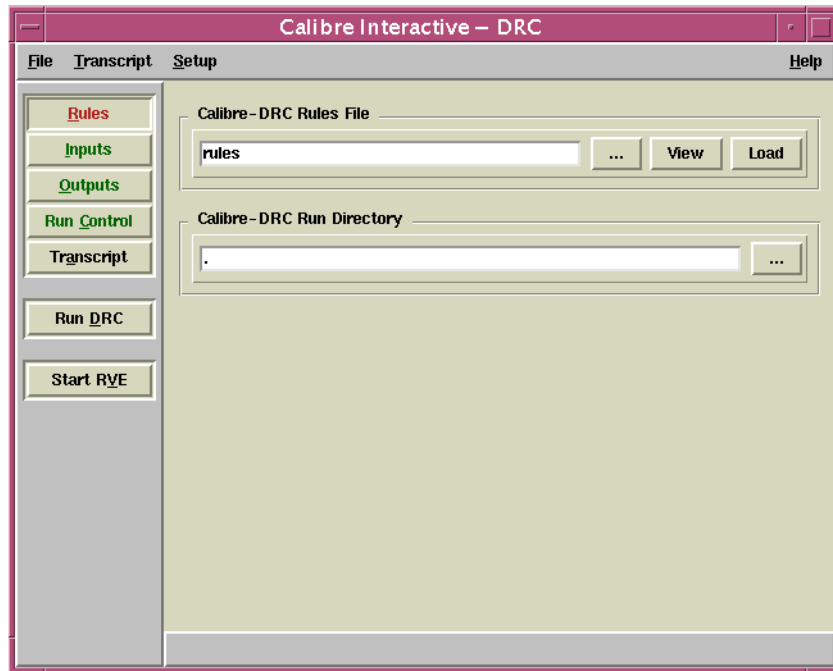 Calibre Interactive – DRC
File Transcript Setup Help
Rules
Inputs
Outputs
Run Control
Transcript
Run DRC
Start RVE
Calibre-DRC Rules File
rules ... View Load
Calibre-DRC Run Directory
. ...